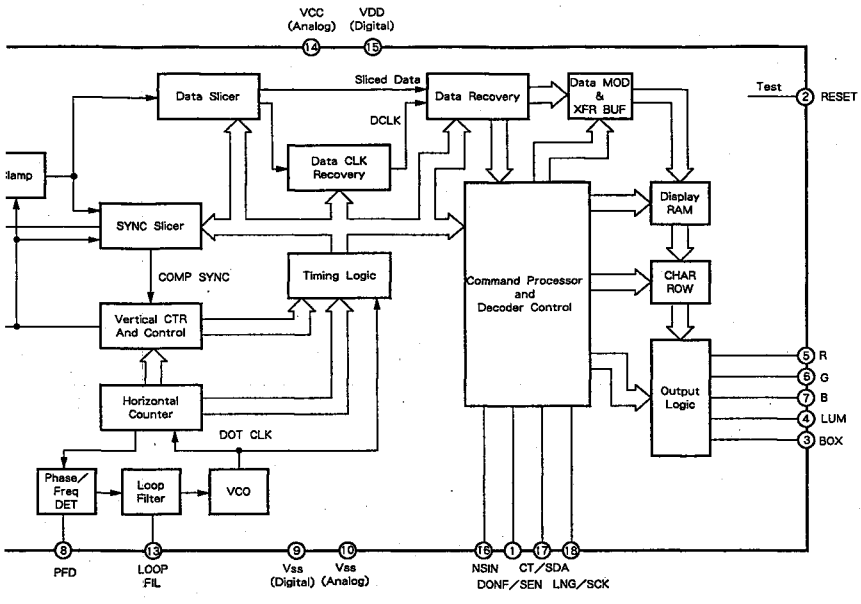 VCC
(Analog)
VDD
(Digital)
14
15
Data Slicer
Sliced Data
Data Recovery
Data MOD
&
XFR BUF
Test
2
RESET
DCLK
Data CLK
Recovery
Clamp
SYNC Slicer
Display
RAM
COMP SYNC
Timing Logic
Command Processor
and
Decoder Control
CHAR
ROW
Vertical CTR
And Control
Horizontal
Counter
Output
Logic
5
R
6
G
7
B
4
LUM
3
BOX
DOT CLK
Phase/
Freq
DET
Loop
Filter
VCO
8
13
9
10
16
1
17
18
PFD
LOOP
FIL
Vss
(Digital)
Vss
(Analog)
NSIN
CT/SDA
DONF/SEN
LNG/SCK